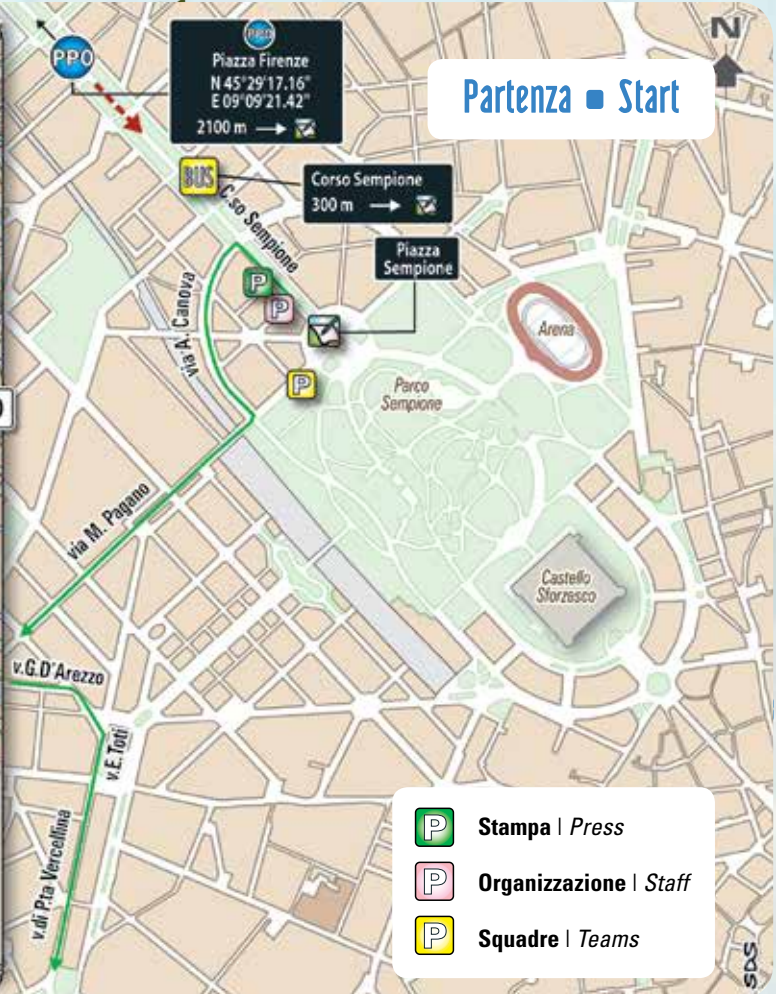 N
PPO
Piazza Firenze
N 45°29'17.16"
E 09°09'21.42"
2100 m
Partenza Start
PPO
BUS
C.so Sempione
Corso Sempione
300 m
Piazza
Sempione
P
P
via A. Canova
Arena
P
Parco
Sempione
via M. Pagano
Castello
Sforzesco
v.G.D'Arezzo
v.E.Toti
v.di P.ta Vercellina
P Stampa | Press
P Organizzazione | Staff
P Squadre | Teams
SDS